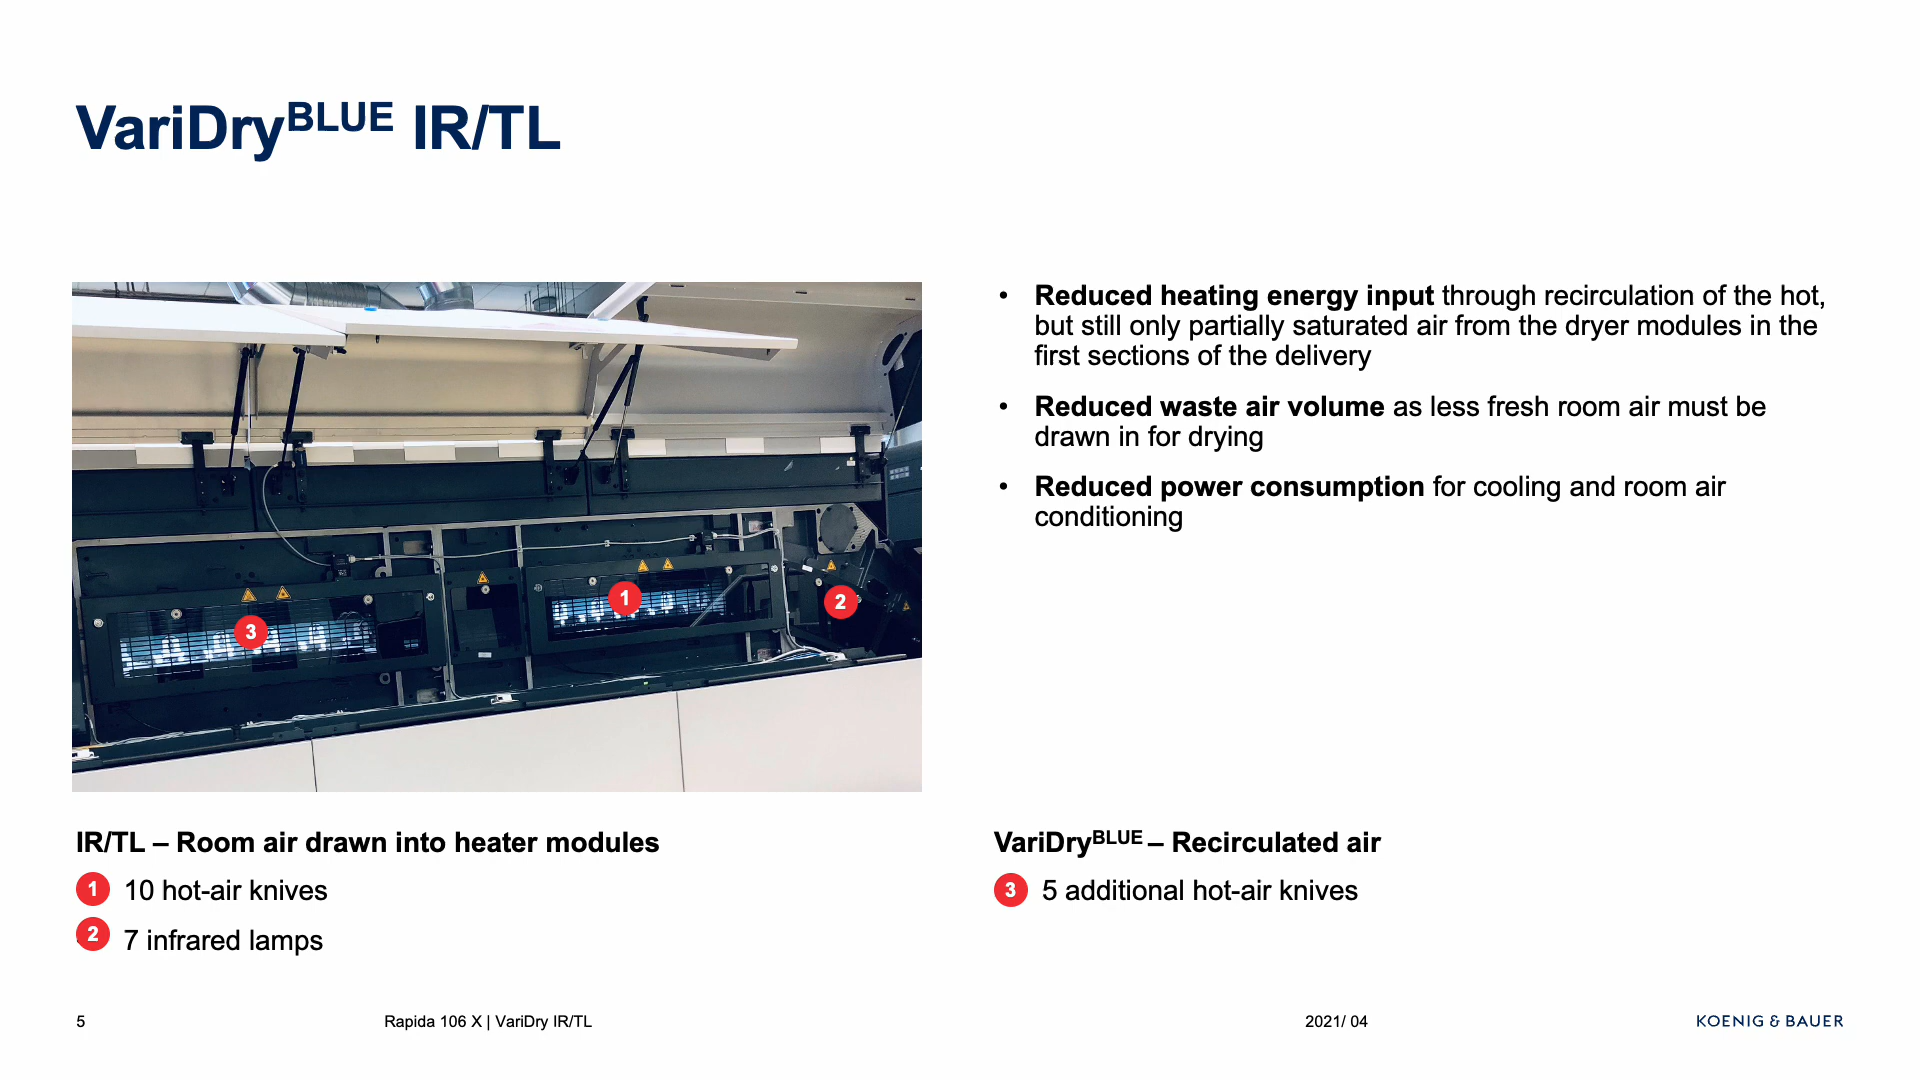 VariDryBLUE IR/TL
• Reduced heating energy input through recirculation of the hot,
but still only partially saturated air from the dryer modules in the
first sections of the delivery
• Reduced waste air volume as less fresh room air must be
drawn in for drying
• Reduced power consumption for cooling and room air
conditioning
3
1
2
IR/TL – Room air drawn into heater modules
1 10 hot-air knives
2 7 infrared lamps
VariDryBLUE – Recirculated air
3 5 additional hot-air knives
5
Rapida 106 X | VariDry IR/TL
2021/ 04
KOENIG & BAUER